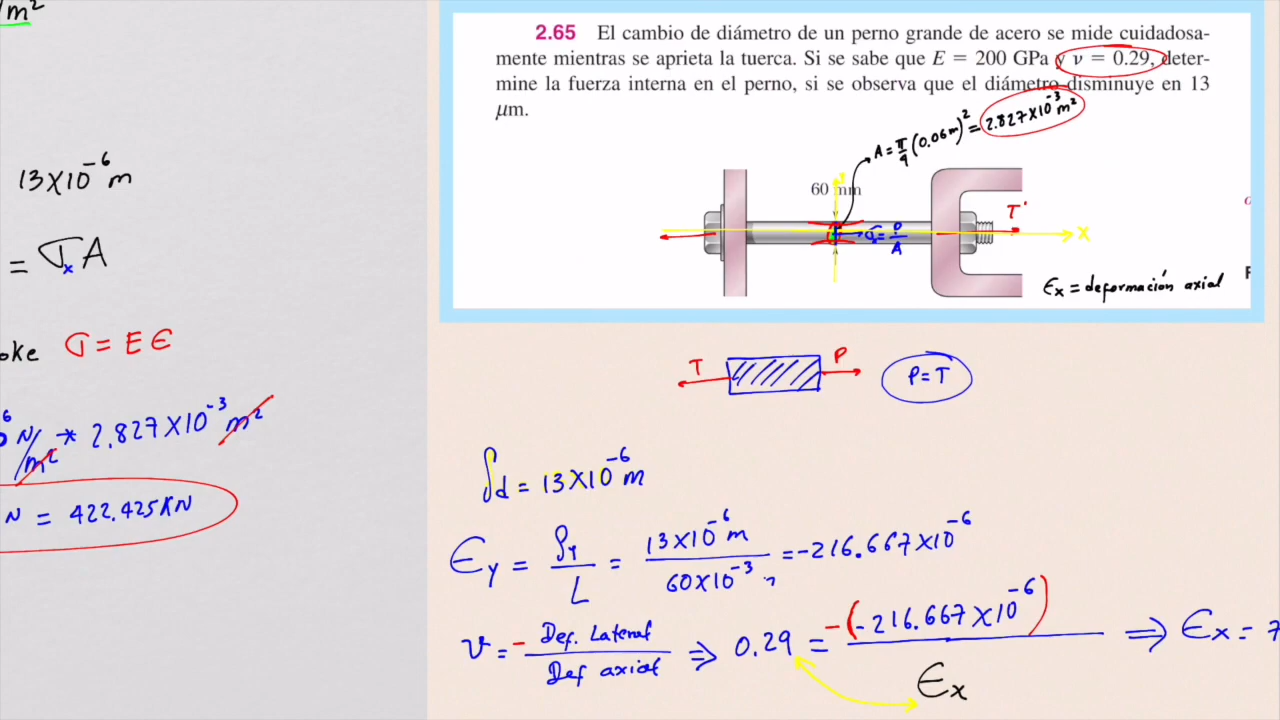 /m²
13X10⁻⁶ m
= σₓ A
oke σ = E ϵ
⁶ N/m² * 2.827X10⁻³ m²
N = 422.425KN
2.65 El cambio de diámetro de un perno grande de acero se mide cuidadosa-
mente mientras se aprieta la tuerca. Si se sabe que E = 200 GPa y ν = 0.29, deter-
mine la fuerza interna en el perno, si se observa que el diámetro disminuye en 13
μm.
A = π/4 (0.06m)² = 2.827X10⁻³ m²
60 mm
y
T'
σₓ = P/A
X
ϵₓ = deformación axial
T
P
P=T
δd = 13X10⁻⁶ m
ϵy = δy/L = 13X10⁻⁶ m / 60X10⁻³ = -216.667X10⁻⁶
ν = - Def. Lateral / Def axial ⇒ 0.29 = -(-216.667X10⁻⁶) / ϵₓ ⇒ ϵₓ = 7